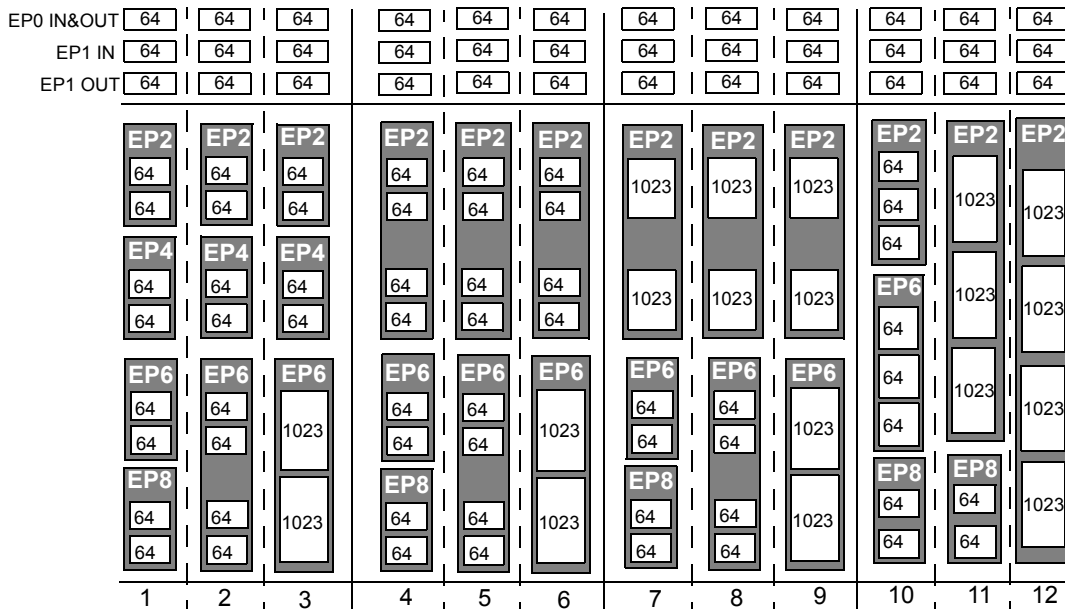 EP0 IN&OUT 64 64 64 64 64 64 64 64 64 64 64 64
EP1 IN 64 64 64 64 64 64 64 64 64 64 64 64
EP1 OUT 64 64 64 64 64 64 64 64 64 64 64 64
EP2 EP2 EP2 EP2 EP2 EP2 EP2 EP2 EP2 EP2 EP2 EP2
64 64 64 64 64 64 1023 1023 1023 64
64 64 64 64 64 64 64 1023 1023
64
EP4 EP4 EP4
64 64 64 64 64 64 1023 1023 1023 EP6 1023 1023
64 64 64 64 64 64 64
EP6 EP6 EP6 EP6 EP6 EP6 EP6 EP6 EP6 64 1023
64 64 64 64 64 64 64 1023
64 64 1023 64 64 1023 64 64 1023
EP8 EP8 EP8 EP8 EP8
64 64 1023
64 64 1023 64 64 1023 64 64 1023
64 64 64 64 64 64 64 64
1 2 3 4 5 6 7 8 9 10 11 12